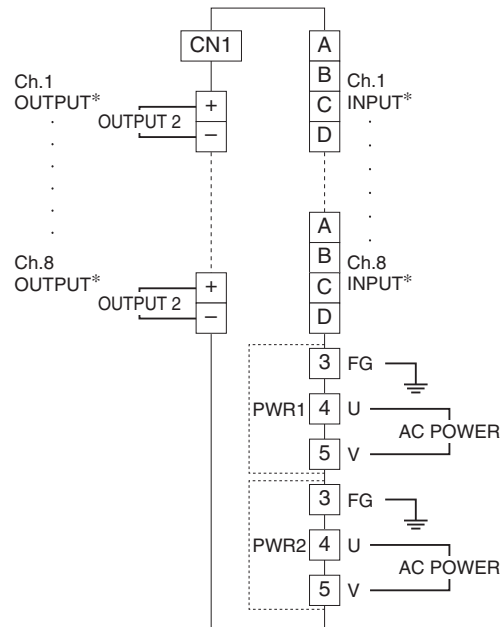 CN1
Ch.1
OUTPUT*
OUTPUT 2
+
−
A
B
C
D
Ch.1
INPUT*
Ch.8
OUTPUT*
OUTPUT 2
+
−
A
B
C
D
Ch.8
INPUT*
PWR1
3 FG
4 U
5 V
AC POWER
PWR2
3 FG
4 U
5 V
AC POWER